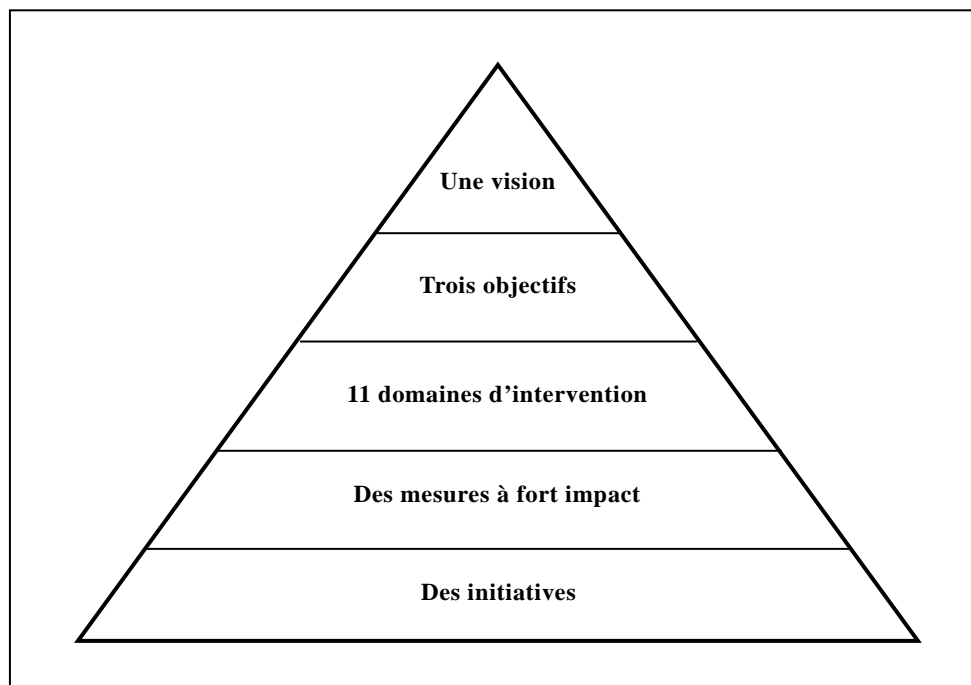 Une vision
Trois objectifs
11 domaines d’intervention
Des mesures à fort impact
Des initiatives